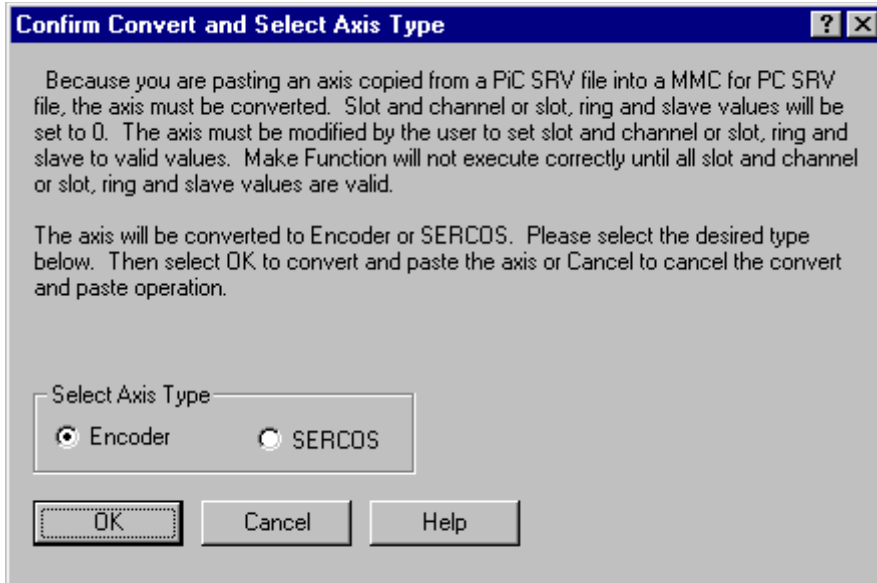 Confirm Convert and Select Axis Type
Because you are pasting an axis copied from a PiC SRV file into a MMC for PC SRV
file, the axis must be converted. Slot and channel or slot, ring and slave values will be
set to 0. The axis must be modified by the user to set slot and channel or slot, ring and
slave to valid values. Make Function will not execute correctly until all slot and channel
or slot, ring and slave values are valid.
The axis will be converted to Encoder or SERCOS. Please select the desired type
below. Then select OK to convert and paste the axis or Cancel to cancel the convert
and paste operation.
Select Axis Type
Encoder SERCOS
OK Cancel Help